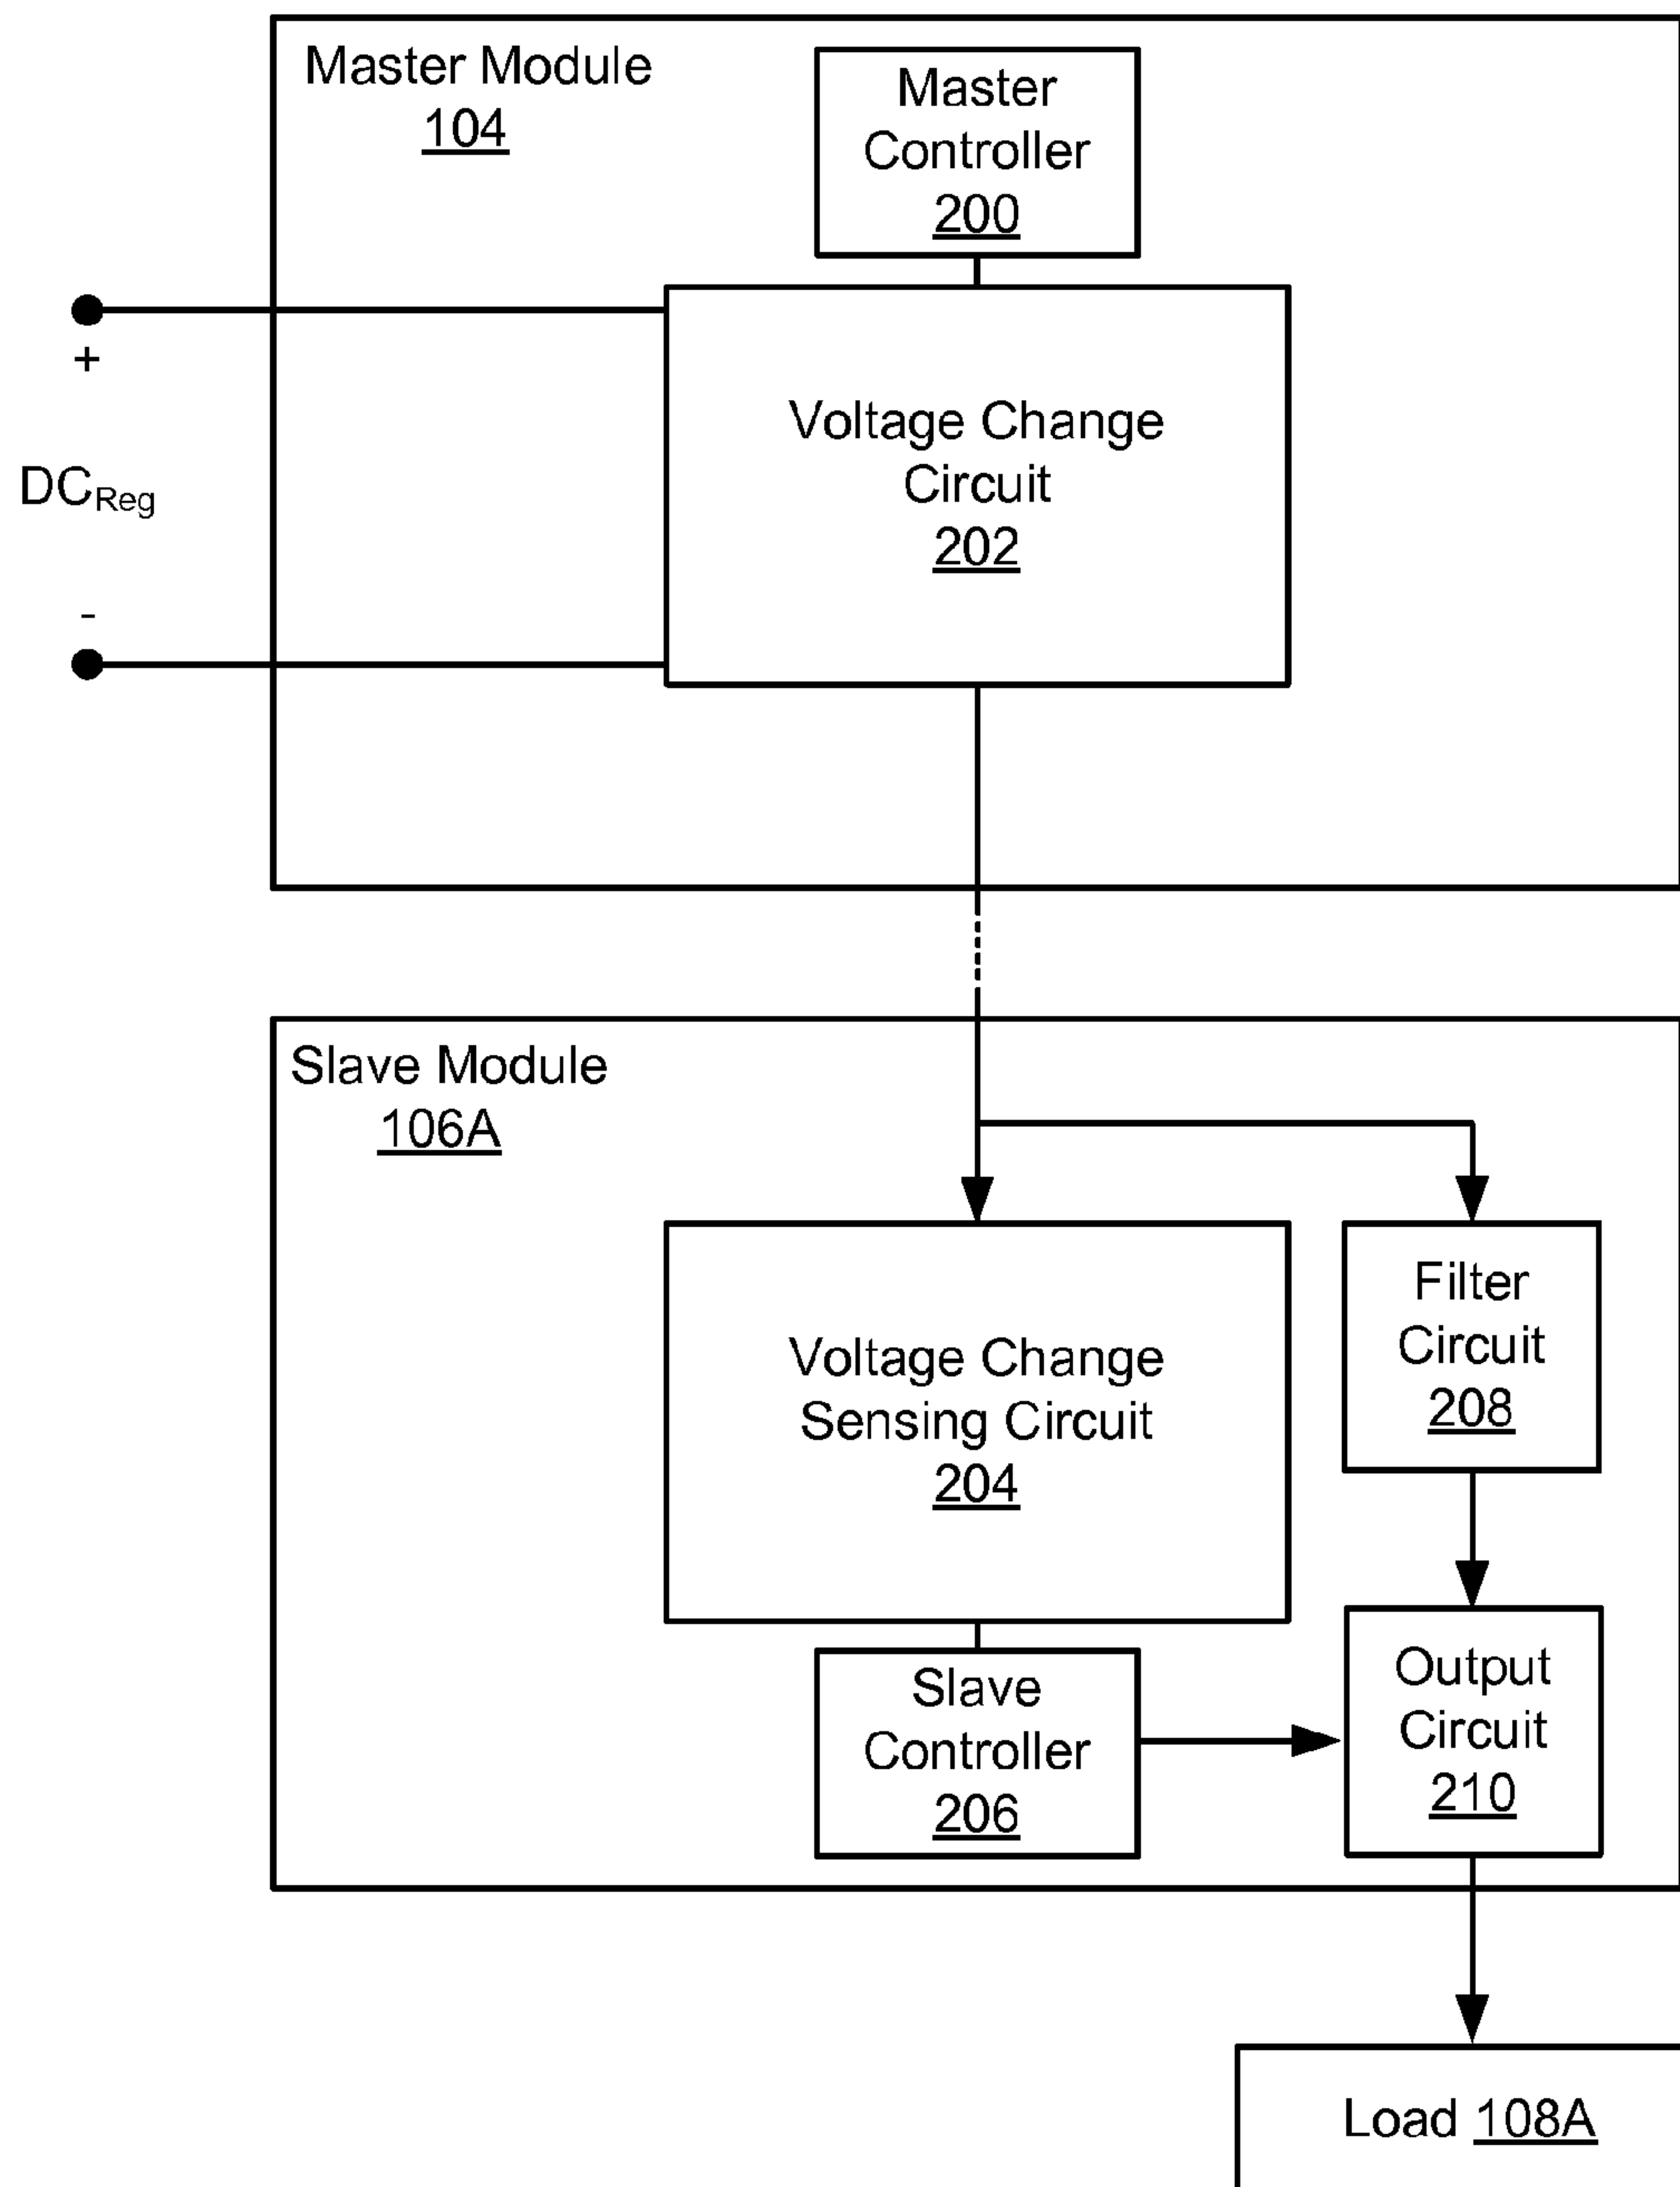 Master Module
104
Master
Controller
200
+
DCReg
-
Voltage Change
Circuit
202
Slave Module
106A
Voltage Change
Sensing Circuit
204
Filter
Circuit
208
Slave
Controller
206
Output
Circuit
210
Load 108A